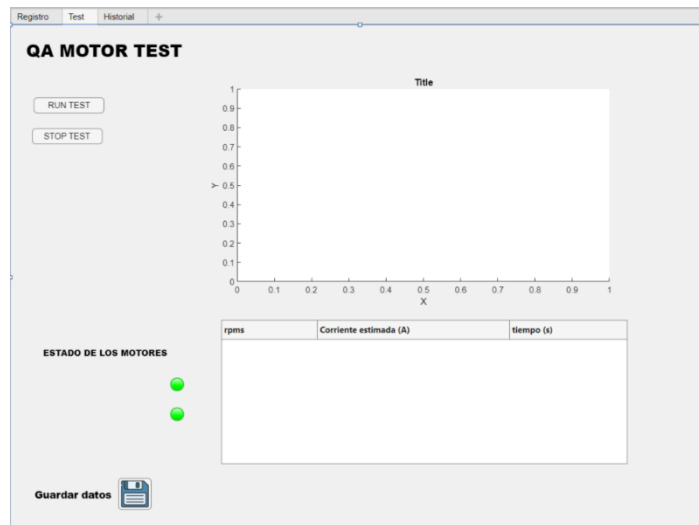 Registro Test Historial +
QA MOTOR TEST
RUN TEST
STOP TEST
Title
1
0.9
0.8
0.7
0.6
0.5
0.4
0.3
0.2
0.1
0
Y
0 0.1 0.2 0.3 0.4 0.5 0.6 0.7 0.8 0.9 1
X
rpms Corriente estimada (A) tiempo (s)
ESTADO DE LOS MOTORES
Guardar datos